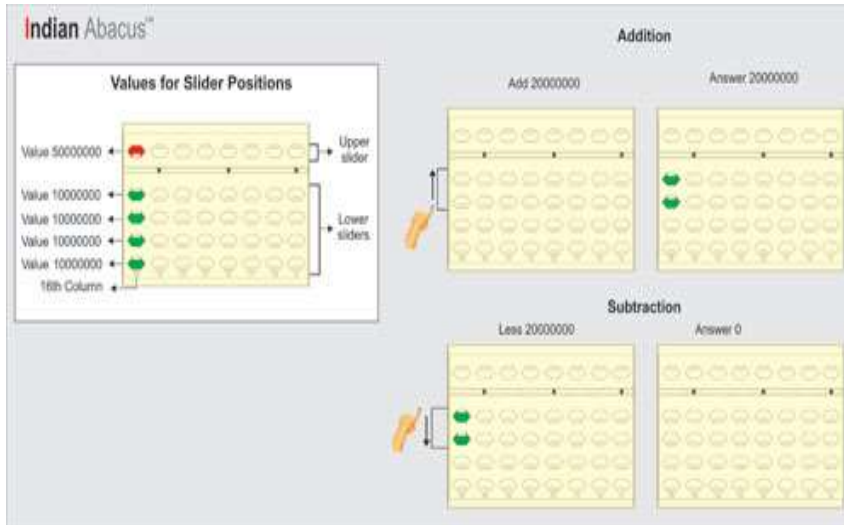 Indian Abacus™
Values for Slider Positions
Value 50000000
Upper
slider
Value 10000000
Value 10000000
Value 10000000
Value 10000000
Lower
sliders
16th Column
Addition
Add 20000000
Answer 20000000
Subtraction
Less 20000000
Answer 0